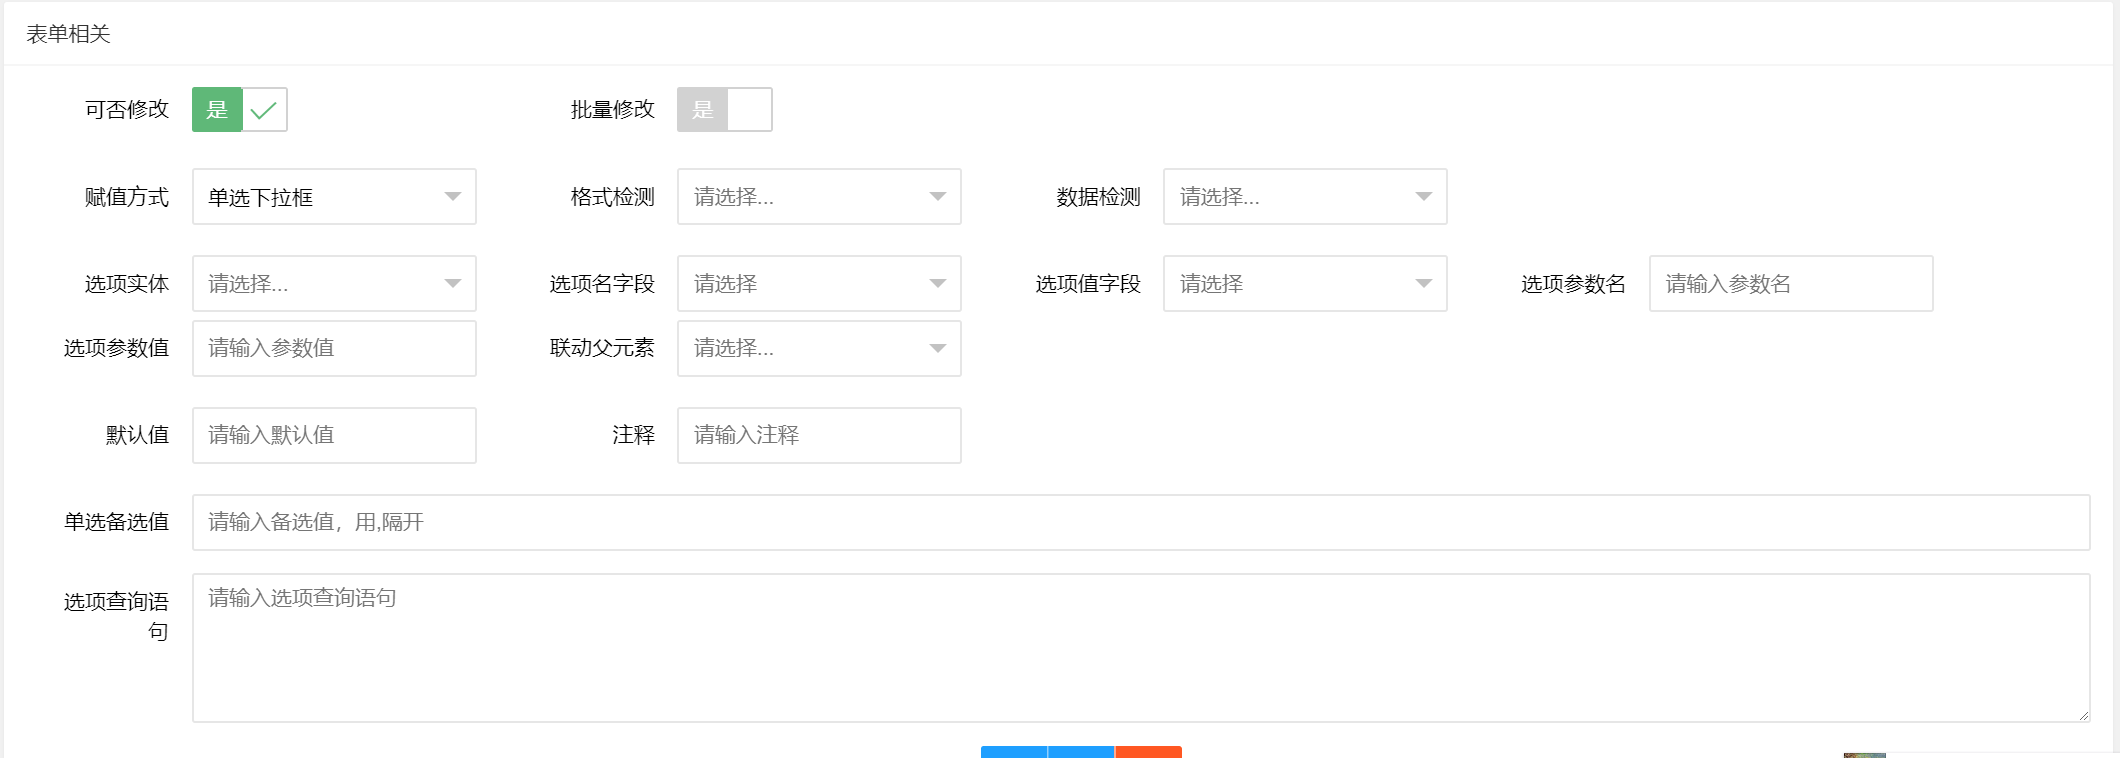 表单相关
可否修改 是 批量修改 是
赋值方式 单选下拉框 格式检测 请选择... 数据检测 请选择...
选项实体 请选择... 选项名字段 请选择 选项值字段 请选择 选项参数名 请输入参数名
选项参数值 请输入参数值 联动父元素 请选择...
默认值 请输入默认值 注释 请输入注释
单选备选值 请输入备选值，用,隔开
选项查询语 请输入选项查询语句
句